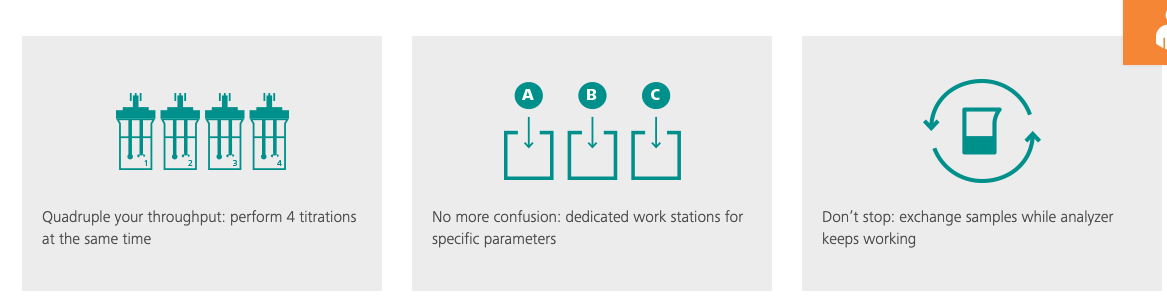 1 2 3 4
Quadruple your throughput: perform 4 titrations
at the same time
A B C
No more confusion: dedicated work stations for
specific parameters
Don’t stop: exchange samples while analyzer
keeps working